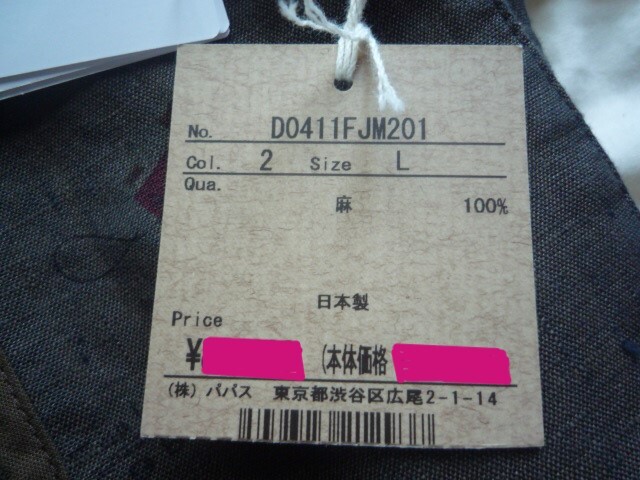 No. D0411FJM201
Col. 2 Size L
Qua.
麻 100%
日本製
Price
¥ (本体価格
(株) パパス 東京都渋谷区広尾2-1-14